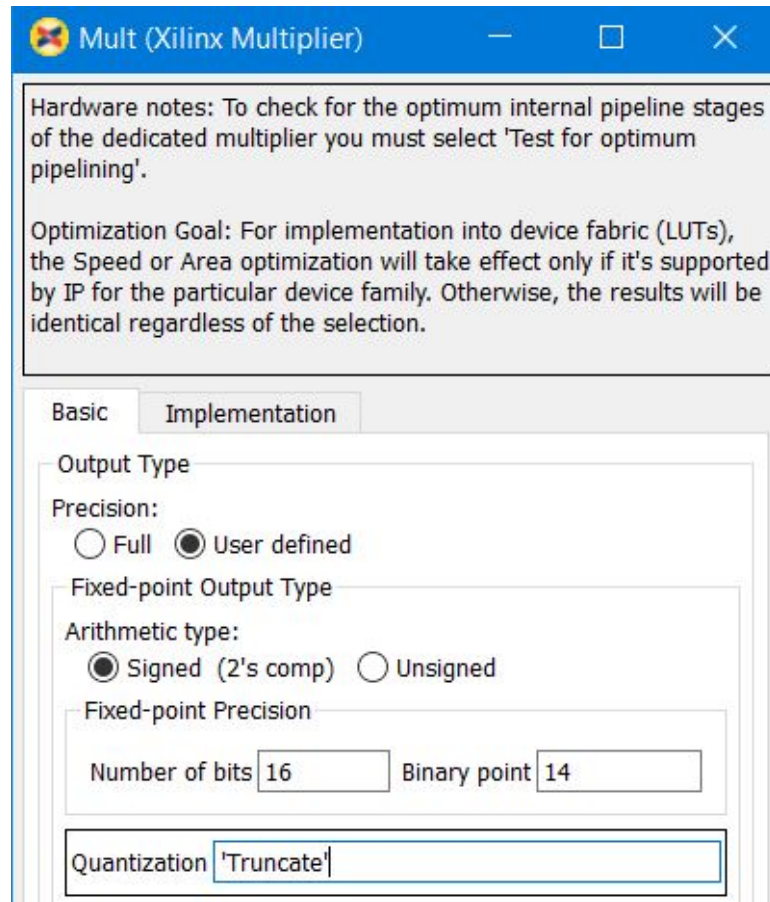 Mult (Xilinx Multiplier)
Hardware notes: To check for the optimum internal pipeline stages
of the dedicated multiplier you must select 'Test for optimum
pipelining'.
Optimization Goal: For implementation into device fabric (LUTs),
the Speed or Area optimization will take effect only if it's supported
by IP for the particular device family. Otherwise, the results will be
identical regardless of the selection.
Basic Implementation
Output Type
Precision:
Full User defined
Fixed-point Output Type
Arithmetic type:
Signed (2's comp) Unsigned
Fixed-point Precision
Number of bits 16 Binary point 14
Quantization 'Truncate'